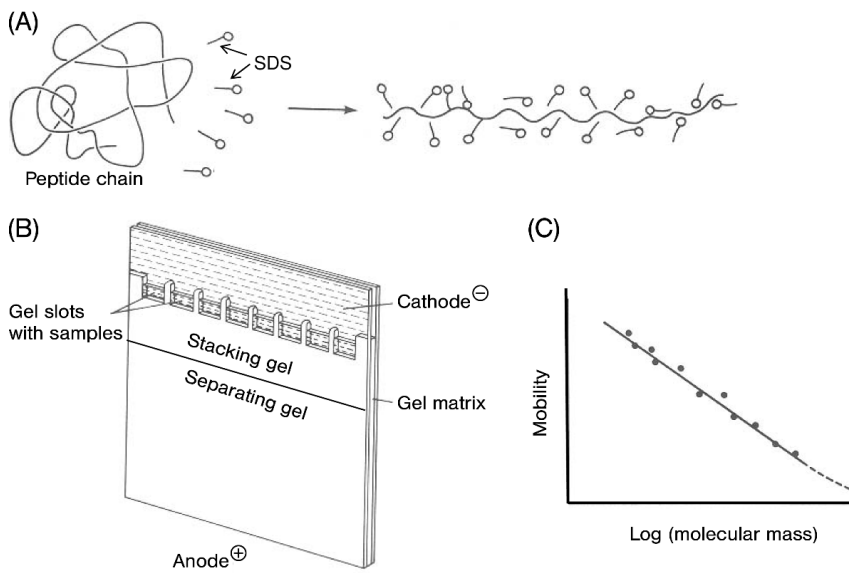 (A)
SDS
Peptide chain
(B)
Gel slots
with samples
Cathode⊖
Stacking gel
Separating gel
Gel matrix
Anode⊕
(C)
Mobility
Log (molecular mass)